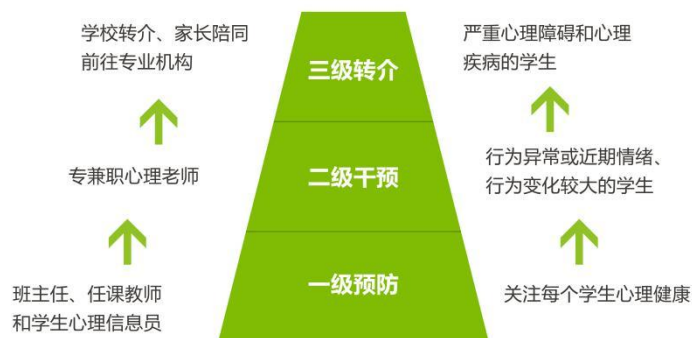 学校转介、家长陪同
前往专业机构
三级转介
严重心理障碍和心理
疾病的学生
专兼职心理老师
二级干预
行为异常或近期情绪、
行为变化较大的学生
班主任、任课教师
和学生心理信息员
一级预防
关注每个学生心理健康